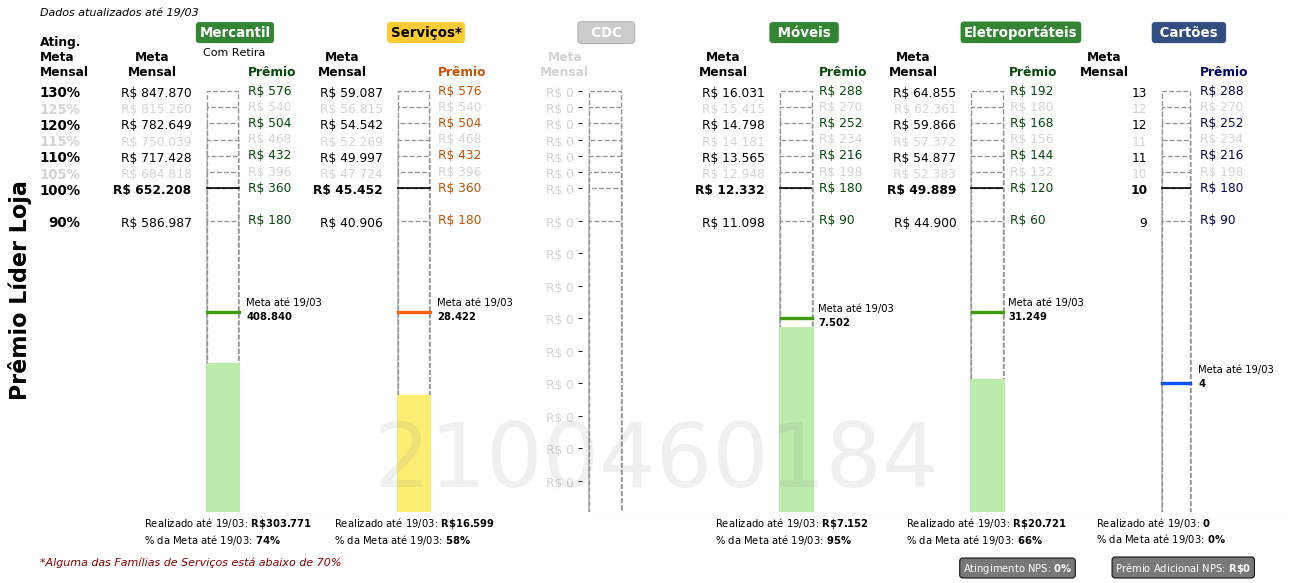 Dados atualizados até 19/03
Mercantil Serviços* CDC Móveis Eletroportáteis Cartões
Com Retira
Ating. Meta Mensal
Meta Mensal Prêmio Meta Mensal Prêmio Meta Mensal Meta Mensal Prêmio Meta Mensal Prêmio Meta Mensal Prêmio
130% R$ 847.870 R$ 576 R$ 59.087 R$ 576 R$ 0 R$ 16.031 R$ 288 R$ 64.855 R$ 192 13 R$ 288
125% R$ 815.260 R$ 540 R$ 56.815 R$ 540 R$ 0 R$ 15.415 R$ 270 R$ 62.361 R$ 180 12 R$ 270
120% R$ 782.649 R$ 504 R$ 54.542 R$ 504 R$ 0 R$ 14.798 R$ 252 R$ 59.866 R$ 168 12 R$ 252
115% R$ 750.039 R$ 468 R$ 52.269 R$ 468 R$ 0 R$ 14.181 R$ 234 R$ 57.372 R$ 156 11 R$ 234
110% R$ 717.428 R$ 432 R$ 49.997 R$ 432 R$ 0 R$ 13.565 R$ 216 R$ 54.877 R$ 144 11 R$ 216
105% R$ 684.818 R$ 396 R$ 47.724 R$ 396 R$ 0 R$ 12.948 R$ 198 R$ 52.383 R$ 132 10 R$ 198
100% R$ 652.208 R$ 360 R$ 45.452 R$ 360 R$ 0 R$ 12.332 R$ 180 R$ 49.889 R$ 120 10 R$ 180
90% R$ 586.987 R$ 180 R$ 40.906 R$ 180 R$ 0 R$ 11.098 R$ 90 R$ 44.900 R$ 60 9 R$ 90
R$ 0
R$ 0
R$ 0
R$ 0
R$ 0
R$ 0
R$ 0
R$ 0
Prêmio Líder Loja
Meta até 19/03
408.840
Meta até 19/03
28.422
Meta até 19/03
7.502
Meta até 19/03
31.249
Meta até 19/03
4
2100460184
Realizado até 19/03: R$303.771
% da Meta até 19/03: 74%
Realizado até 19/03: R$16.599
% da Meta até 19/03: 58%
Realizado até 19/03: R$7.152
% da Meta até 19/03: 95%
Realizado até 19/03: R$20.721
% da Meta até 19/03: 66%
Realizado até 19/03: 0
% da Meta até 19/03: 0%
*Alguma das Famílias de Serviços está abaixo de 70%
Atingimento NPS: 0%
Prêmio Adicional NPS: R$0